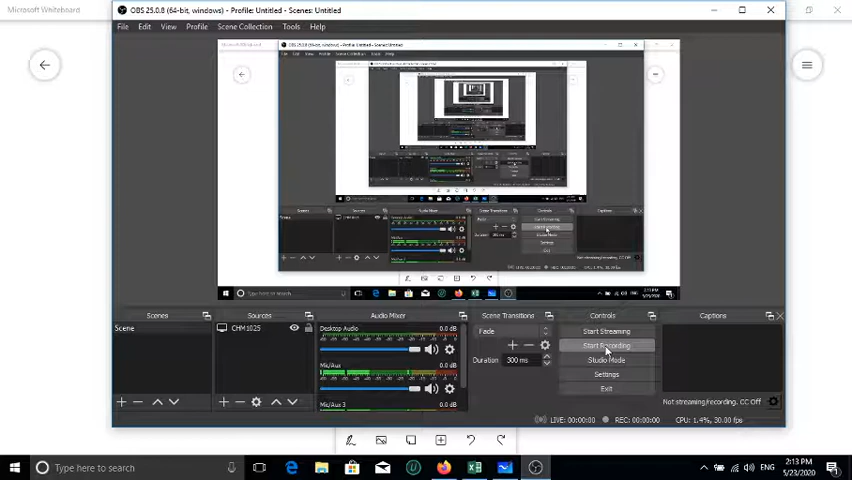 Microsoft Whiteboard
OBS 25.0.8 (64-bit, windows) - Profile: Untitled - Scenes: Untitled
File Edit View Profile Scene Collection Tools Help
Scenes Sources Audio Mixer Scene Transitions Controls Captions
Scene CHM1025 Desktop Audio 0.0 dB Fade Start Streaming
Start Recording
Mic/Aux 0.0 dB Duration 300 ms Studio Mode
Settings
Exit
Mic/Aux 3 0.0 dB Not streaming/recording. CC Off
LIVE: 00:00:00 REC: 00:00:00 CPU: 1.4%, 30.00 fps
Type here to search ENG 2:13 PM
5/23/2020